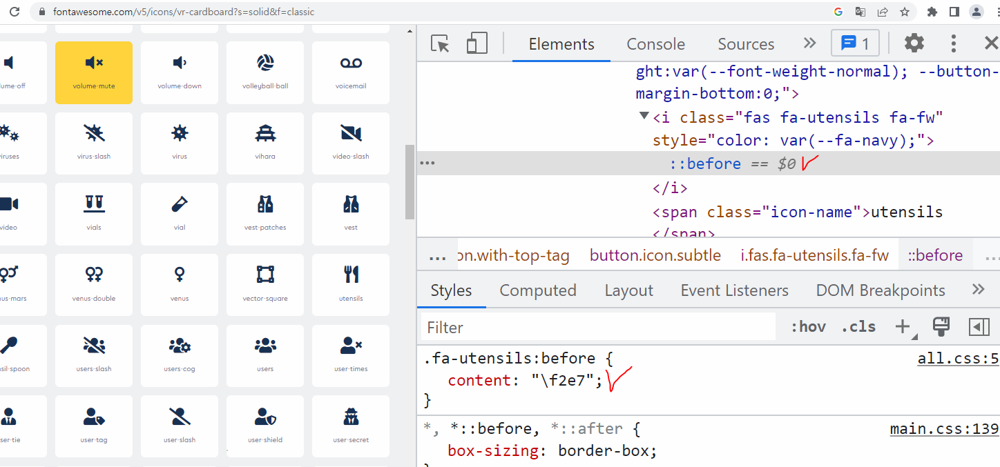 fontawesome.com/v5/icons/vr-cardboard?s=solid&f=classic
ume-off
volume-mute
volume-down
volleyball-ball
voicemail
viruses
virus-slash
virus
vihara
video-slash
video
vials
vial
vest-patches
vest
nus-mars
venus-double
venus
vector-square
utensils
nsil-spoon
users-slash
users-cog
users
user-times
ser-tie
user-tag
user-slash
user-shield
user-secret
Elements Console Sources 1
ght:var(--font-weight-normal); --button-
margin-bottom:0;">
<i class="fas fa-utensils fa-fw"
style="color: var(--fa-navy);">
... ::before == $0
</i>
<span class="icon-name">utensils
</span>
... on.with-top-tag button.icon.subtle i.fas.fa-utensils.fa-fw ::before ...
Styles Computed Layout Event Listeners DOM Breakpoints
Filter :hov .cls
.fa-utensils:before { all.css:5
content: "\f2e7";
}
*, *::before, *::after { main.css:139
box-sizing: border-box;
}